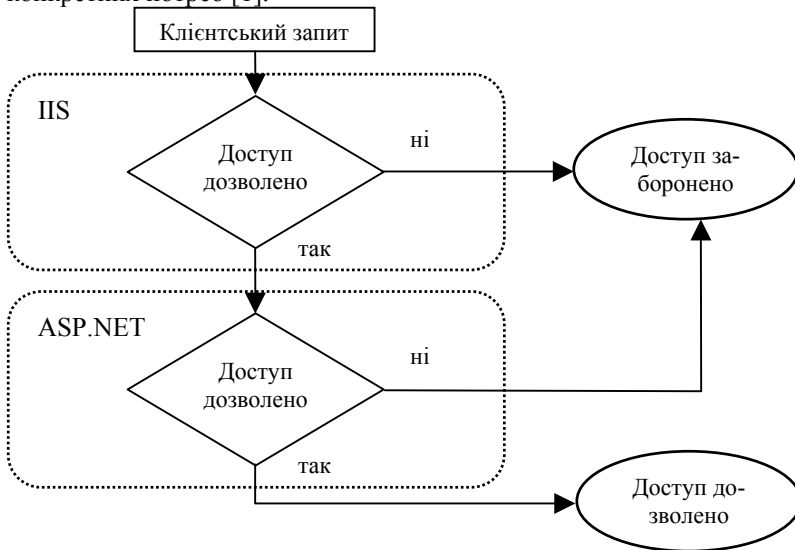 Клієнтський запит
IIS
Доступ
дозволено
ні
Доступ за-
боронено
так
ASP.NET
Доступ
дозволено
ні
так
Доступ до-
зволено